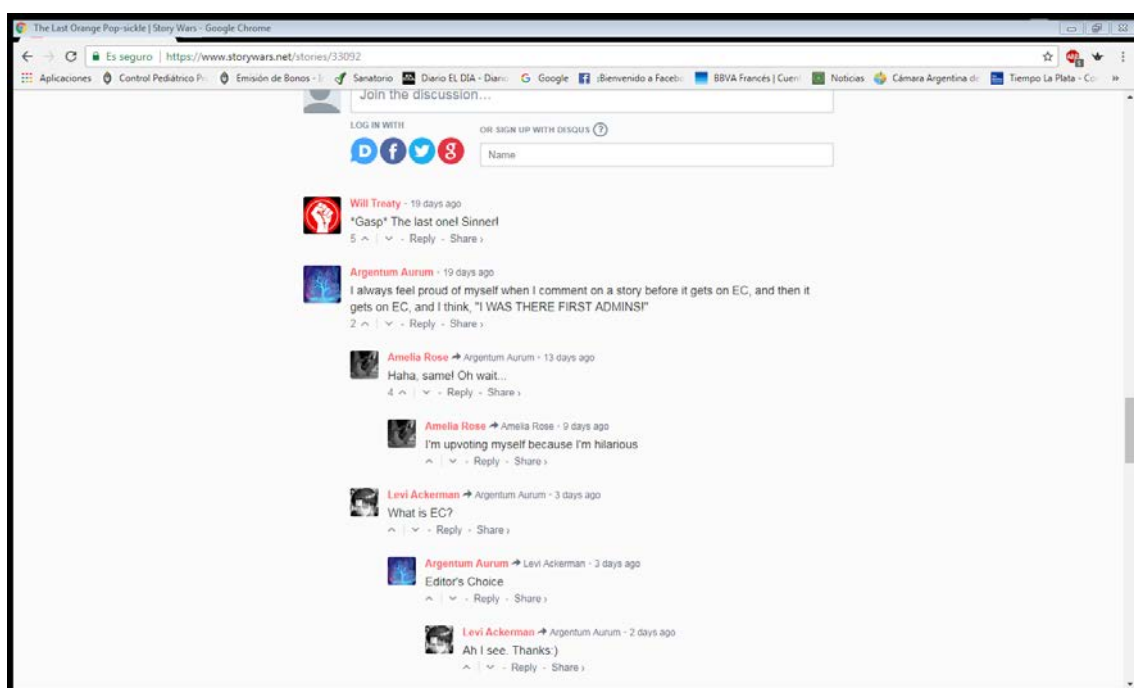 The Last Orange Pop-sickle | Story Wars - Google Chrome
Es seguro | https://www.storywars.net/stories/33092
Aplicaciones Control Pediátrico Emisión de Bonos - Sanatorio Diario EL DIA - Diario Google ¡Bienvenido a Facebo BBVA Francés | Cuen Noticias Cámara Argentina de Tiempo La Plata - Co »
Join the discussion...
LOG IN WITH
OR SIGN UP WITH DISQUS ?
Name
Will Treaty • 19 days ago
*Gasp* The last one! Sinner!
5 • Reply • Share ›
Argentum Aurum • 19 days ago
I always feel proud of myself when I comment on a story before it gets on EC, and then it
gets on EC, and I think, "I WAS THERE FIRST ADMINS!"
2 • Reply • Share ›
Amelia Rose → Argentum Aurum • 13 days ago
Haha, same! Oh wait...
4 • Reply • Share ›
Amelia Rose → Amelia Rose • 9 days ago
I'm upvoting myself because I'm hilarious
• Reply • Share ›
Levi Ackerman → Argentum Aurum • 3 days ago
What is EC?
• Reply • Share ›
Argentum Aurum → Levi Ackerman • 3 days ago
Editor's Choice
• Reply • Share ›
Levi Ackerman → Argentum Aurum • 2 days ago
Ah I see. Thanks:)
• Reply • Share ›